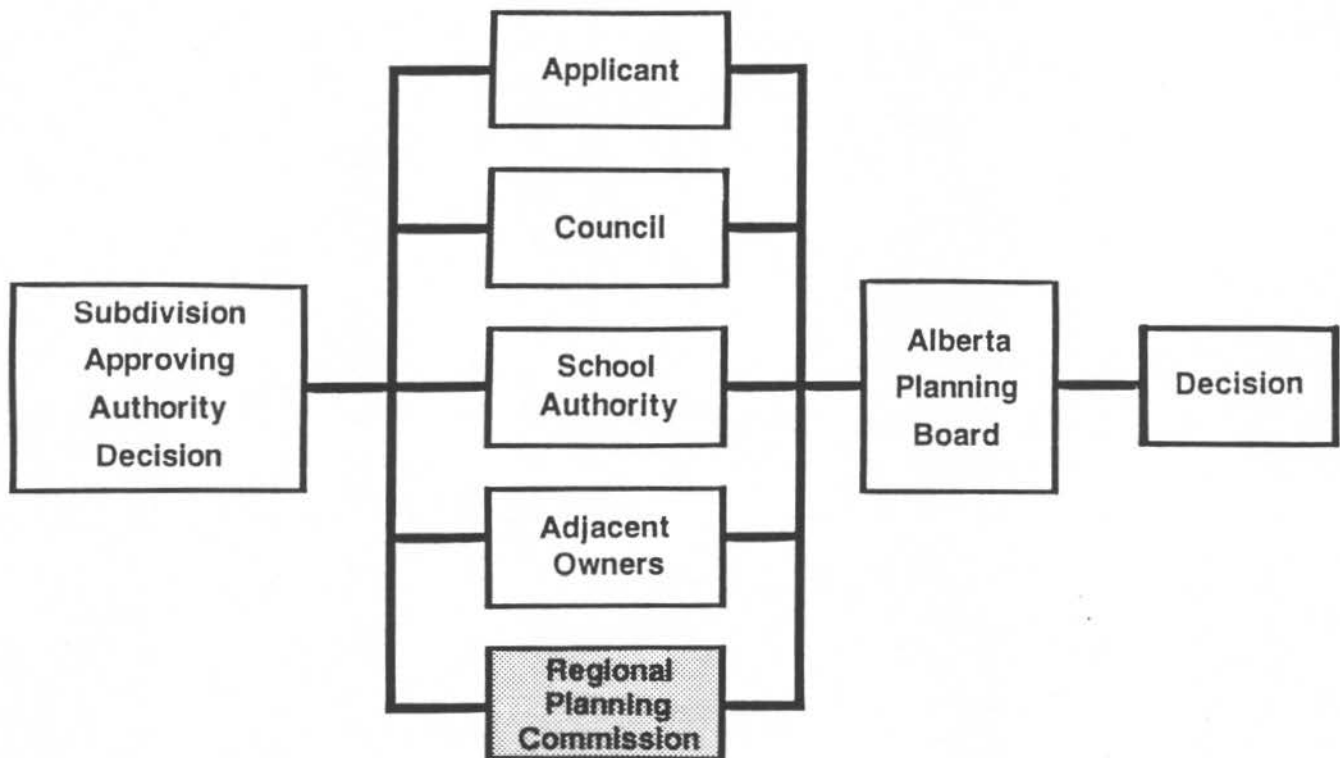 Subdivision
Approving
Authority
Decision
Applicant
Council
School
Authority
Adjacent
Owners
Regional
Planning
Commission
Alberta
Planning
Board
Decision